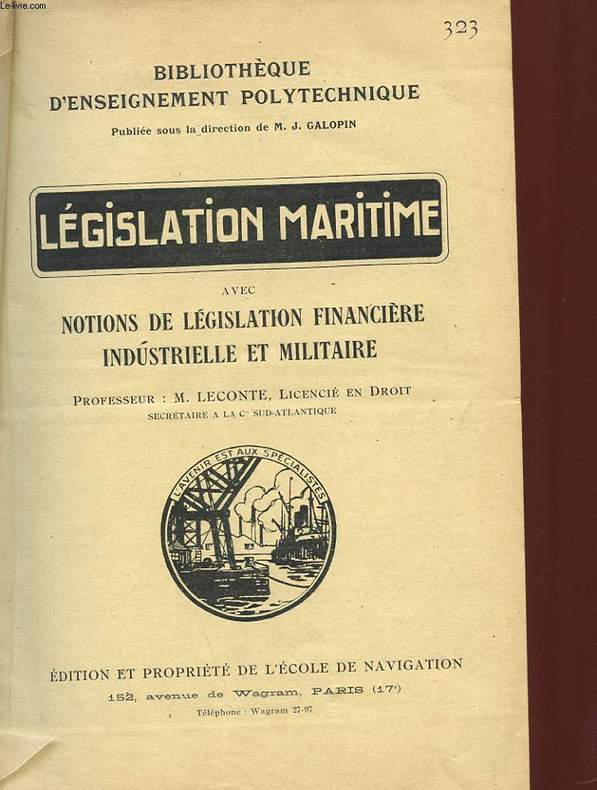 Le-livre.com
323
BIBLIOTHÈQUE
D'ENSEIGNEMENT POLYTECHNIQUE
Publiée sous la direction de M. J. GALOPIN
LÉGISLATION MARITIME
AVEC
NOTIONS DE LÉGISLATION FINANCIÈRE
INDÚSTRIELLE ET MILITAIRE
PROFESSEUR : M. LECONTE, LICENCIÉ EN DROIT
SECRÉTAIRE A LA Cie SUD-ATLANTIQUE
L'AVENIR EST AUX SPÉCIALISTES
ÉDITION ET PROPRIÉTÉ DE L'ÉCOLE DE NAVIGATION
152, avenue de Wagram, PARIS (17e)
Téléphone : Wagram 27-97